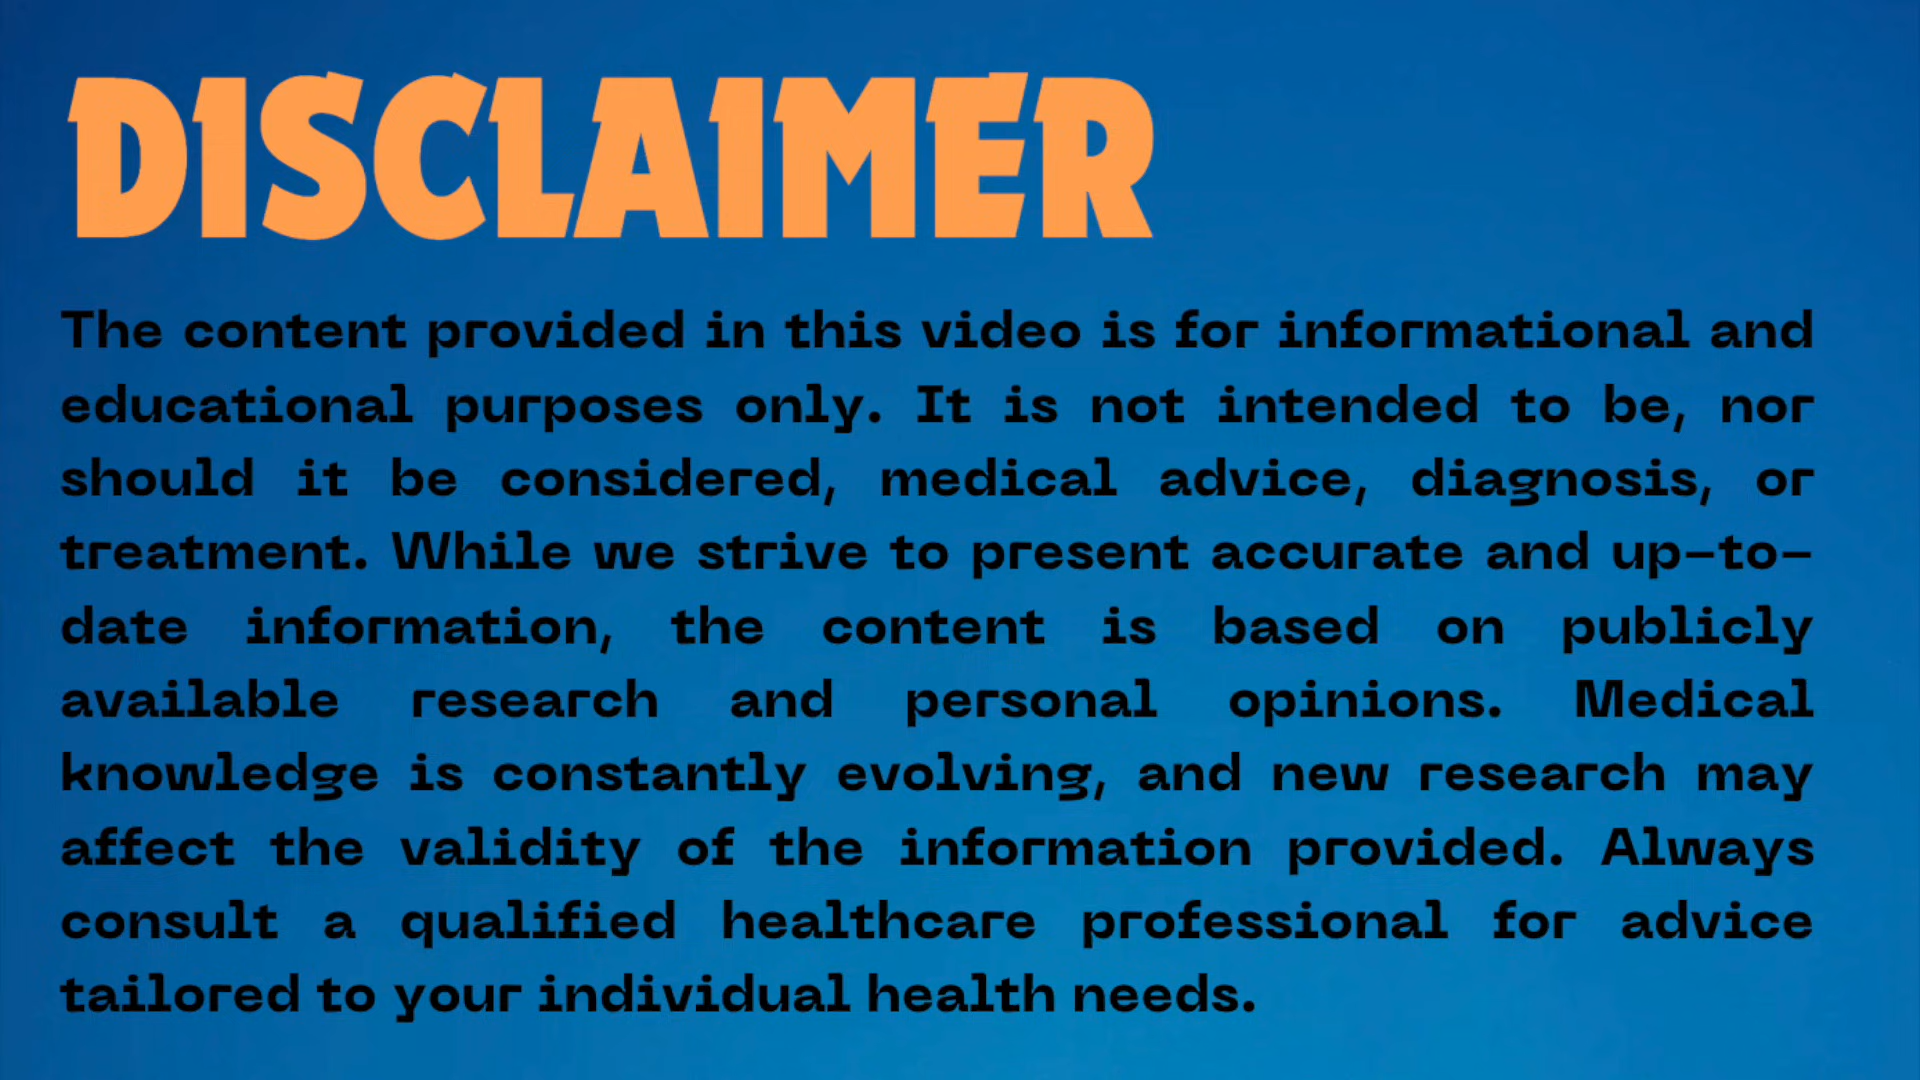 DISCLAIMER
The content provided in this video is for informational and
educational purposes only. It is not intended to be, nor
should it be considered, medical advice, diagnosis, or
treatment. While we strive to present accurate and up-to-
date information, the content is based on publicly
available research and personal opinions. Medical
knowledge is constantly evolving, and new research may
affect the validity of the information provided. Always
consult a qualified healthcare professional for advice
tailored to your individual health needs.